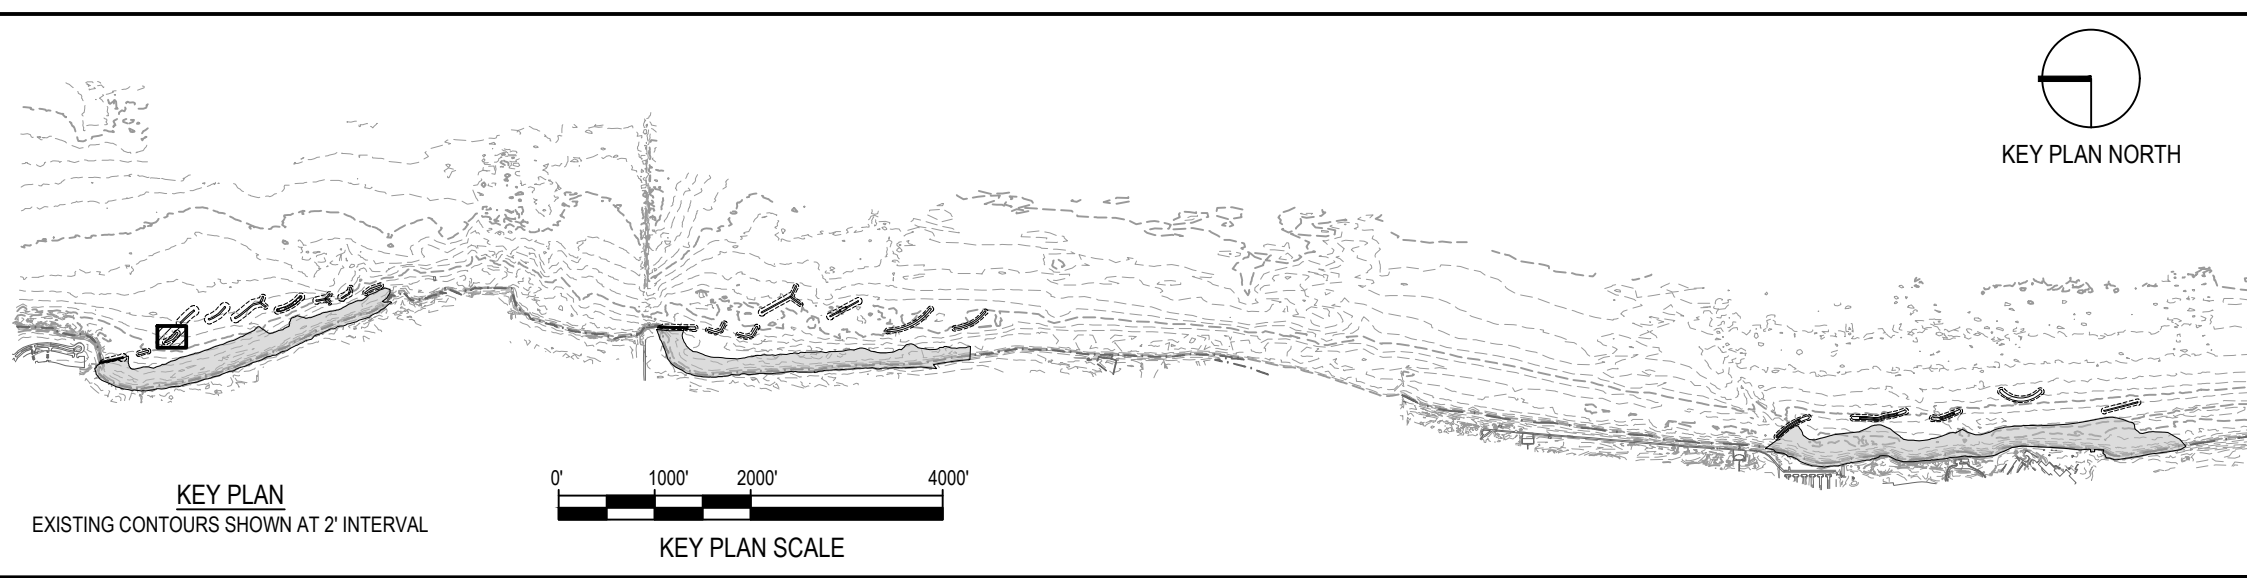 KEY PLAN NORTH
KEY PLAN
EXISTING CONTOURS SHOWN AT 2' INTERVAL
0' 1000' 2000' 4000'
KEY PLAN SCALE